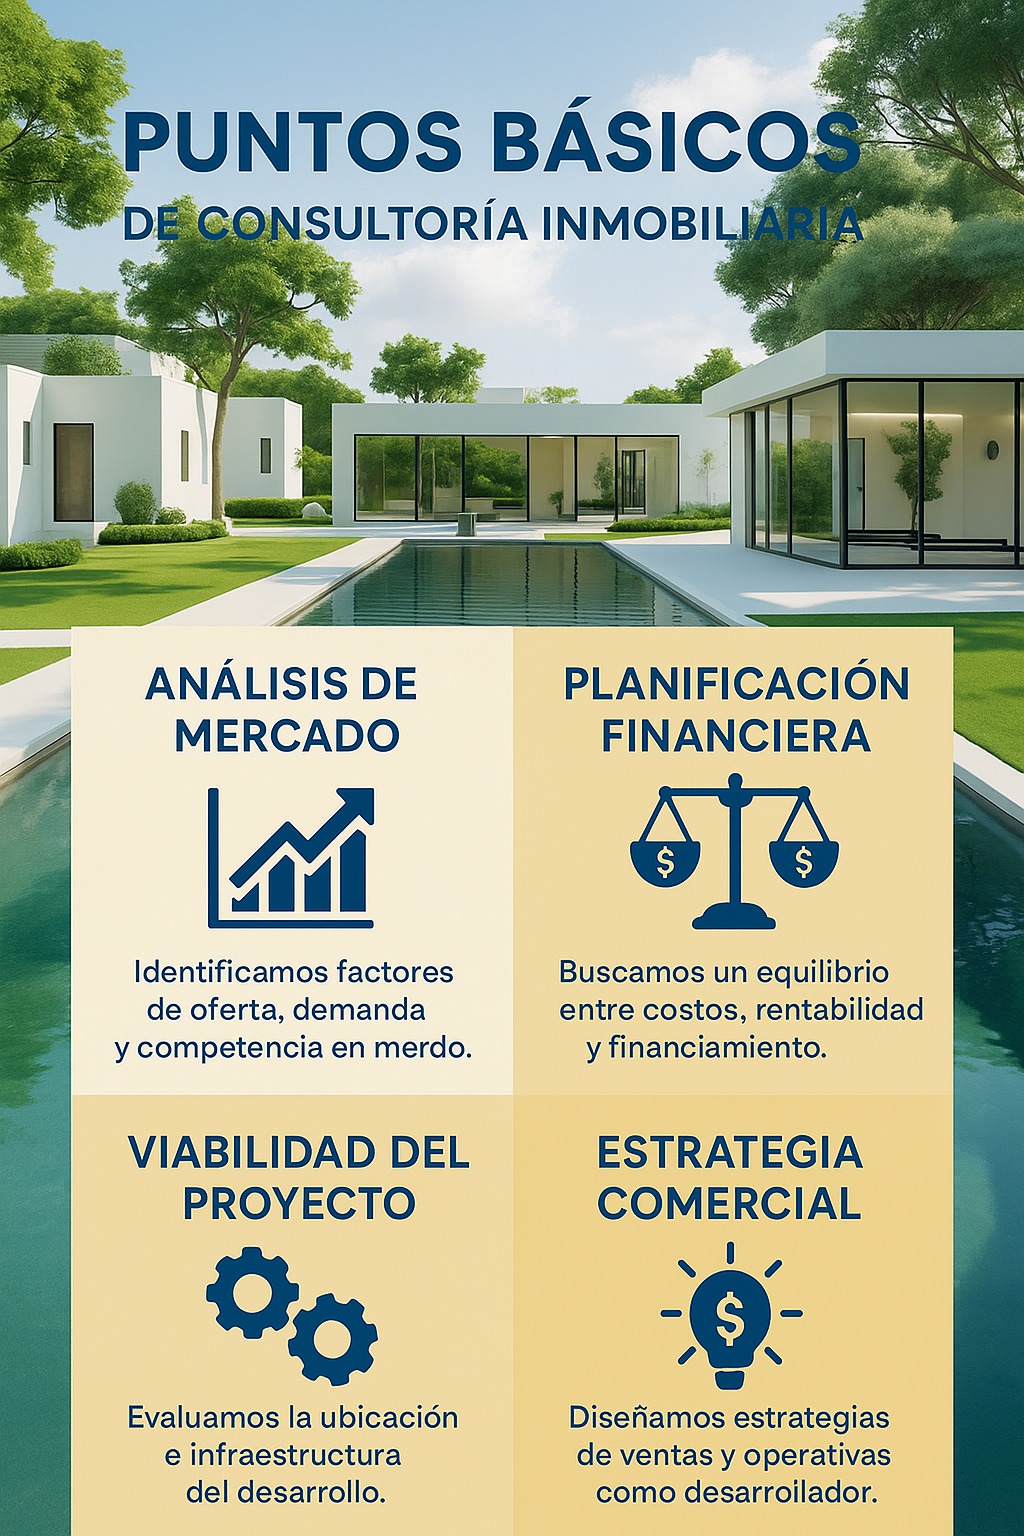 PUNTOS BÁSICOS
DE CONSULTORÍA INMOBILIARIA
ANÁLISIS DE
MERCADO
Identificamos factores
de oferta, demanda
y competencia en merdo.
PLANIFICACIÓN
FINANCIERA
$ $
Buscamos un equilibrio
entre costos, rentabilidad
y financiamiento.
VIABILIDAD DEL
PROYECTO
Evaluamos la ubicación
e infraestructura
del desarrollo.
ESTRATEGIA
COMERCIAL
$
Diseñamos estrategias
de ventas y operativas
como desarroilador.